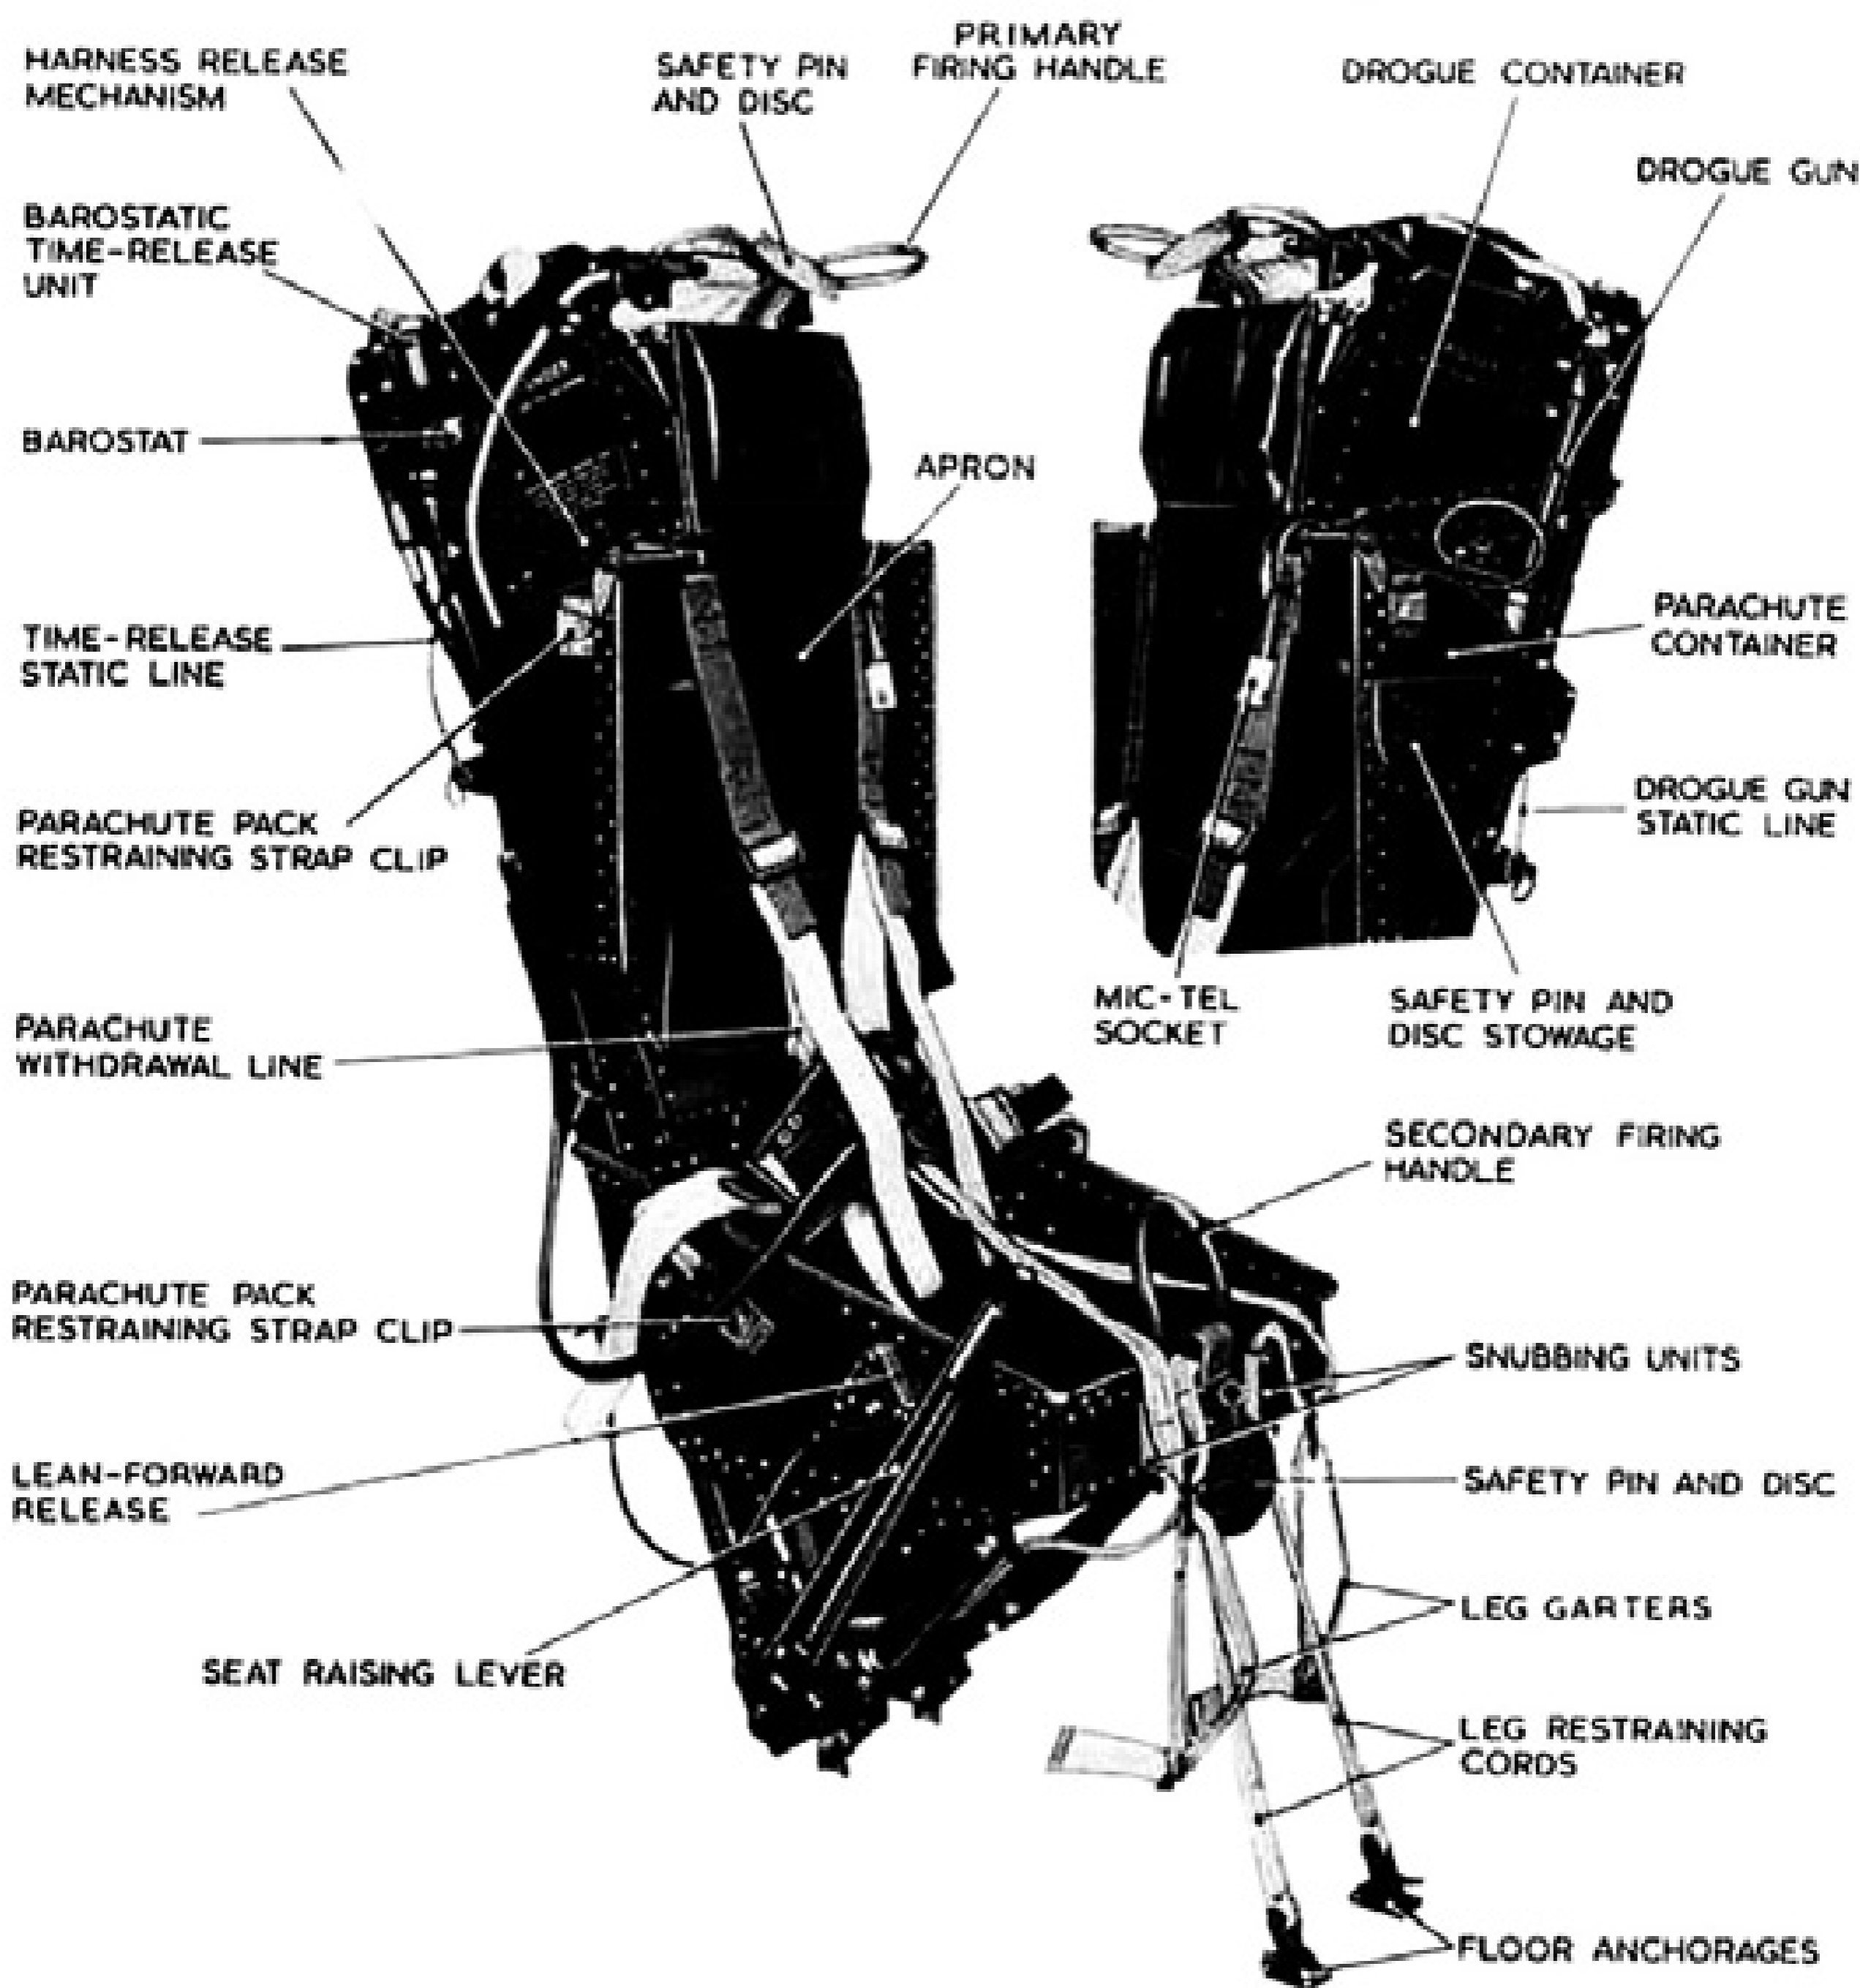 PRIMARY
FIRING HANDLE
SAFETY PIN
AND DISC
HARNESS RELEASE
MECHANISM
DROGUE CONTAINER
DROGUE GUN
BAROSTATIC
TIME-RELEASE
UNIT
BAROSTAT
APRON
TIME-RELEASE
STATIC LINE
PARACHUTE
CONTAINER
PARACHUTE PACK
RESTRAINING STRAP CLIP
DROGUE GUN
STATIC LINE
MIC-TEL
SOCKET
SAFETY PIN AND
DISC STOWAGE
PARACHUTE
WITHDRAWAL LINE
SECONDARY FIRING
HANDLE
PARACHUTE PACK
RESTRAINING STRAP CLIP
SNUBBING UNITS
LEAN-FORWARD
RELEASE
SAFETY PIN AND DISC
LEG GARTERS
SEAT RAISING LEVER
LEG RESTRAINING
CORDS
FLOOR ANCHORAGES